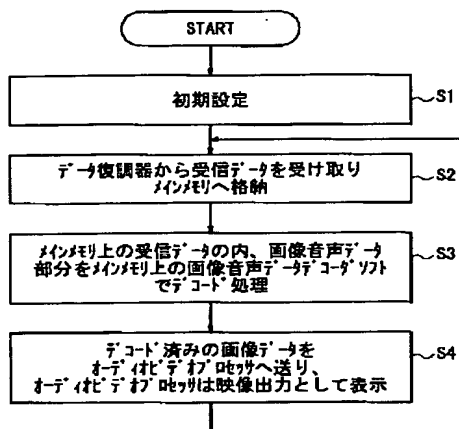 START
初期設定
S1
データ復調器から受信データを受け取り
メインメモリへ格納
S2
メインメモリ上の受信データの内、画像音声データ
部分をメインメモリ上の画像音声データデコーダソフト
でデコード処理
S3
デコード済みの画像データを
オーディオビデオプロセッサへ送り、
オーディオビデオプロセッサは映像出力として表示
S4